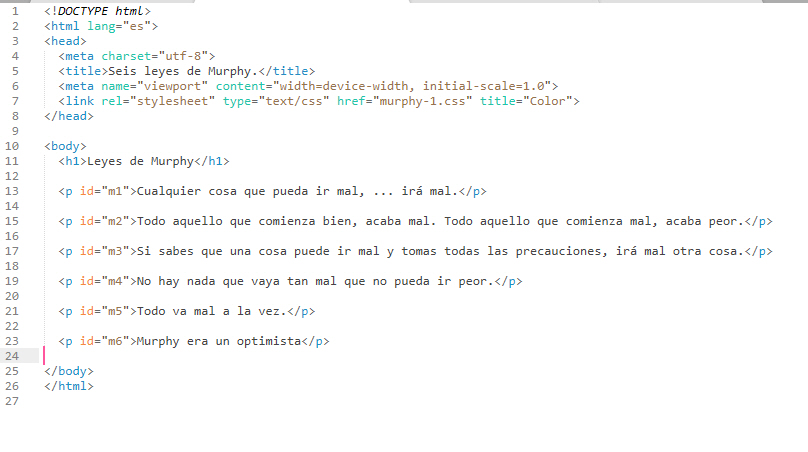 1 <!DOCTYPE html>
2 <html lang="es">
3 <head>
4 <meta charset="utf-8">
5 <title>Seis leyes de Murphy.</title>
6 <meta name="viewport" content="width=device-width, initial-scale=1.0">
7 <link rel="stylesheet" type="text/css" href="murphy-1.css" title="Color">
8 </head>
9
10 <body>
11 <h1>Leyes de Murphy</h1>
12
13 <p id="m1">Cualquier cosa que pueda ir mal, ... irá mal.</p>
14
15 <p id="m2">Todo aquello que comienza bien, acaba mal. Todo aquello que comienza mal, acaba peor.</p>
16
17 <p id="m3">Si sabes que una cosa puede ir mal y tomas todas las precauciones, irá mal otra cosa.</p>
18
19 <p id="m4">No hay nada que vaya tan mal que no pueda ir peor.</p>
20
21 <p id="m5">Todo va mal a la vez.</p>
22
23 <p id="m6">Murphy era un optimista</p>
24
25 </body>
26 </html>
27